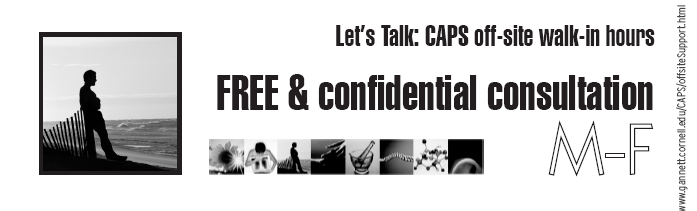 Let's Talk: CAPS off-site walk-in hours
FREE & confidential consultation
M-F
www.gannett.cornell.edu/CAPS/offsiteSupport.html